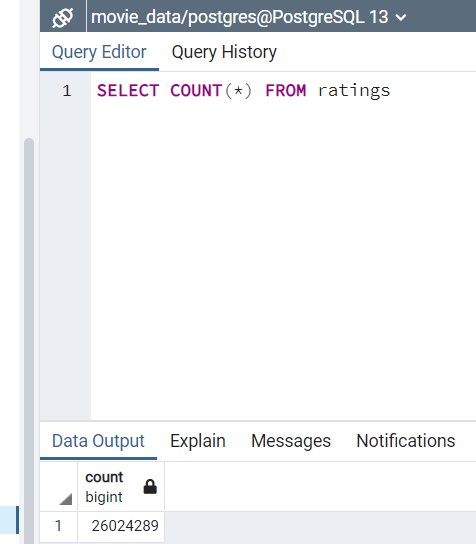 movie_data/postgres@PostgreSQL 13
Query Editor Query History
1 SELECT COUNT(*) FROM ratings
Data Output Explain Messages Notifications
count
bigint
1 26024289